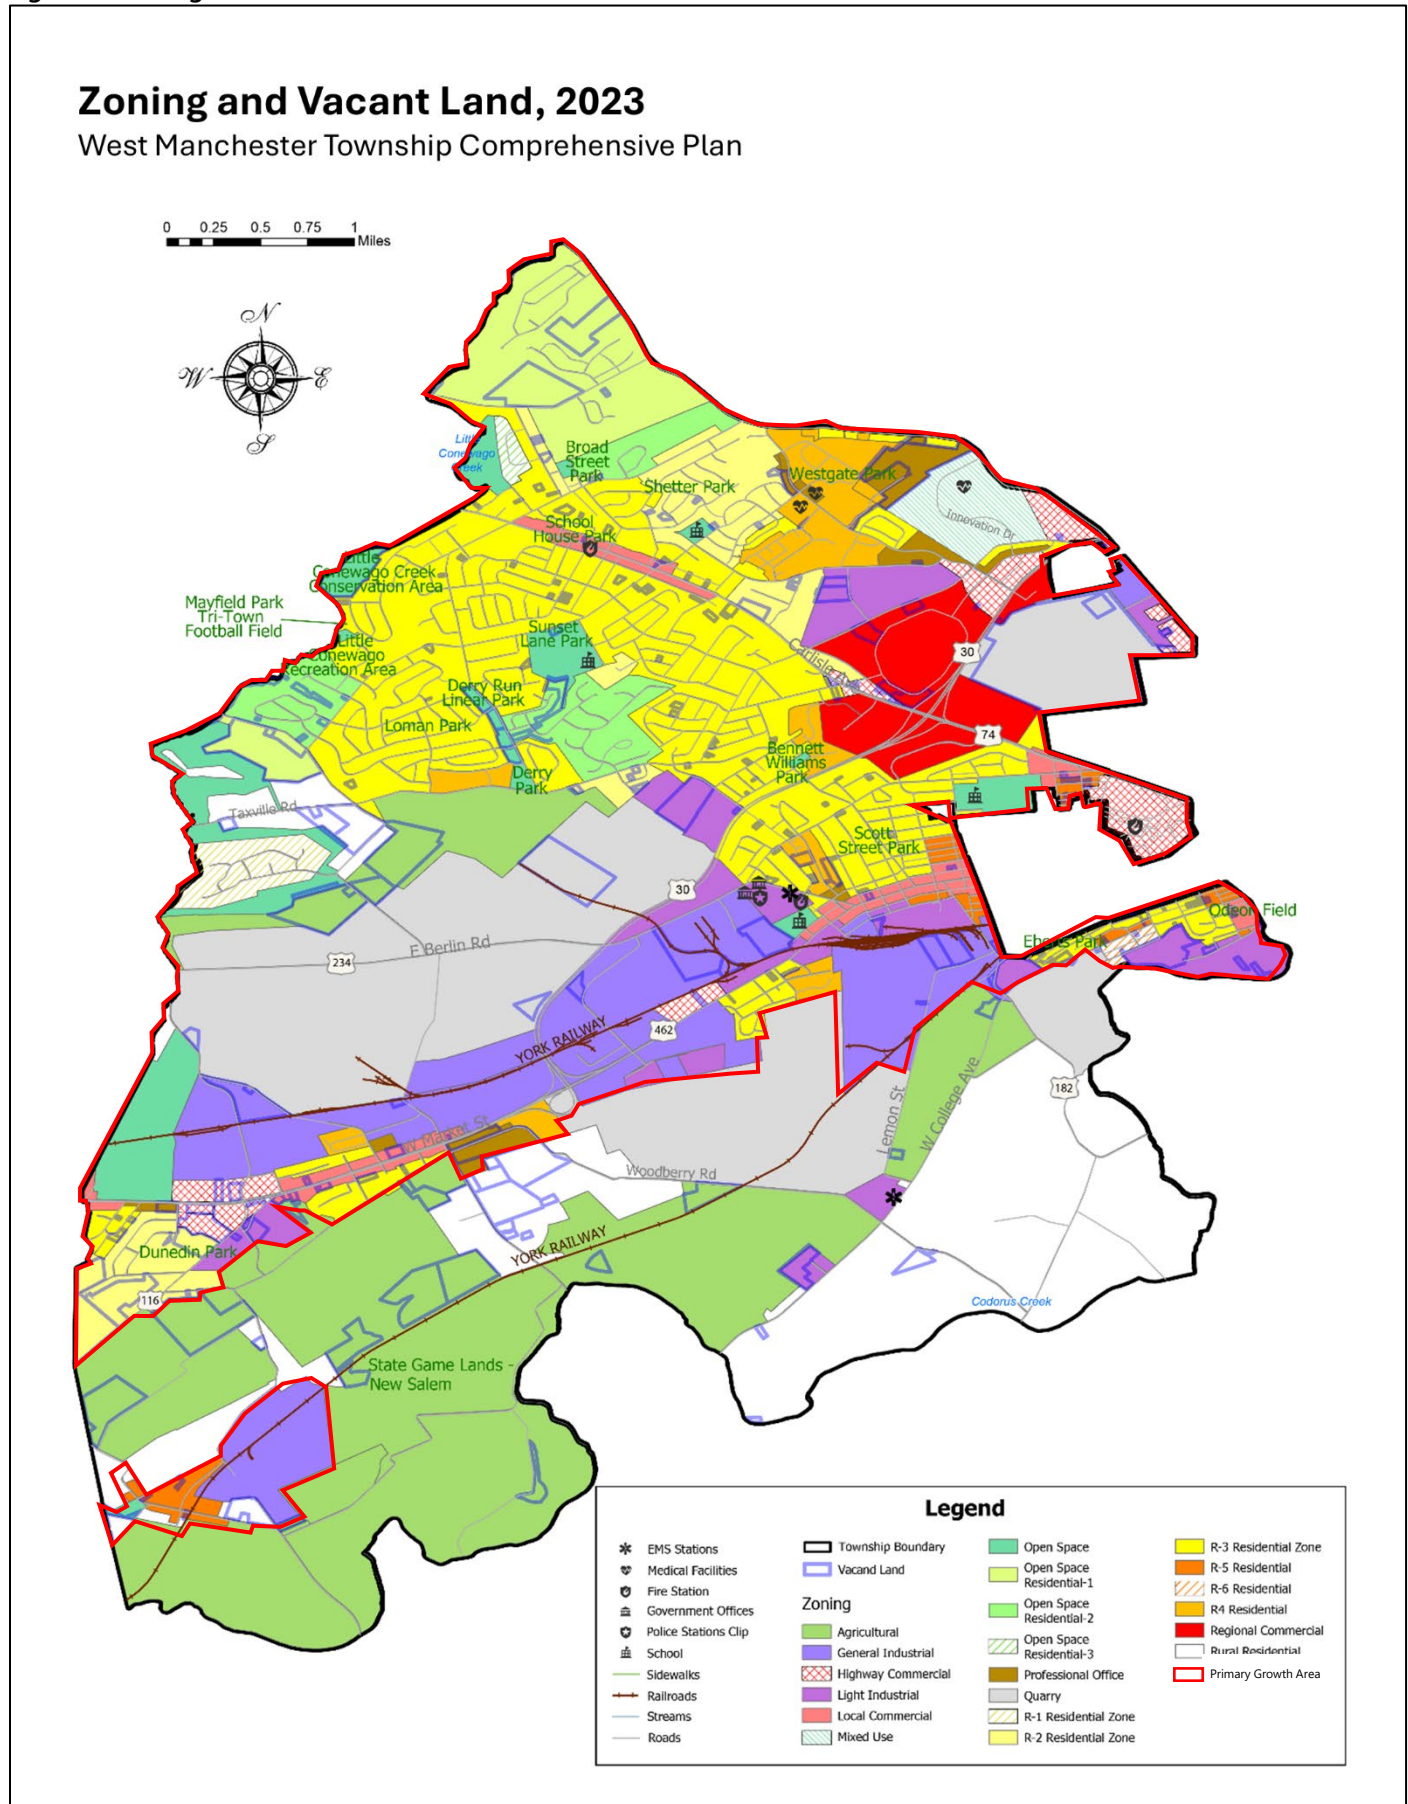 Zoning and Vacant Land, 2023
West Manchester Township Comprehensive Plan
0 0.25 0.5 0.75 1
Miles
N
W E
S
Little
Conewago
Creek
Broad
Street
Park
Shetter Park
Westgate Park
School
House Park
Innovation Dr
Little
Conewago Creek
Conservation Area
Mayfield Park
Tri-Town
Football Field
Little
Conewago
Recreation Area
Sunset
Lane Park
Derry Run
Linear Park
Loman Park
Carlisle Ave
30
74
Bennett
Williams
Park
Derry
Park
Taxville Rd
Scott
Street Park
30
Odeon Field
Eberts Park
E Berlin Rd
234
YORK RAILWAY
462
182
Lemon St
W College Ave
W Market St
Woodberry Rd
YORK RAILWAY
Dunedin Park
116
Codorus Creek
State Game Lands -
New Salem
Legend
EMS Stations
Medical Facilities
Fire Station
Government Offices
Police Stations Clip
School
Sidewalks
Railroads
Streams
Roads
Township Boundary
Vacand Land
Zoning
Agricultural
General Industrial
Highway Commercial
Light Industrial
Local Commercial
Mixed Use
Open Space
Open Space
Residential-1
Open Space
Residential-2
Open Space
Residential-3
Professional Office
Quarry
R-1 Residential Zone
R-2 Residential Zone
R-3 Residential Zone
R-5 Residential
R-6 Residential
R4 Residential
Regional Commercial
Rural Residential
Primary Growth Area